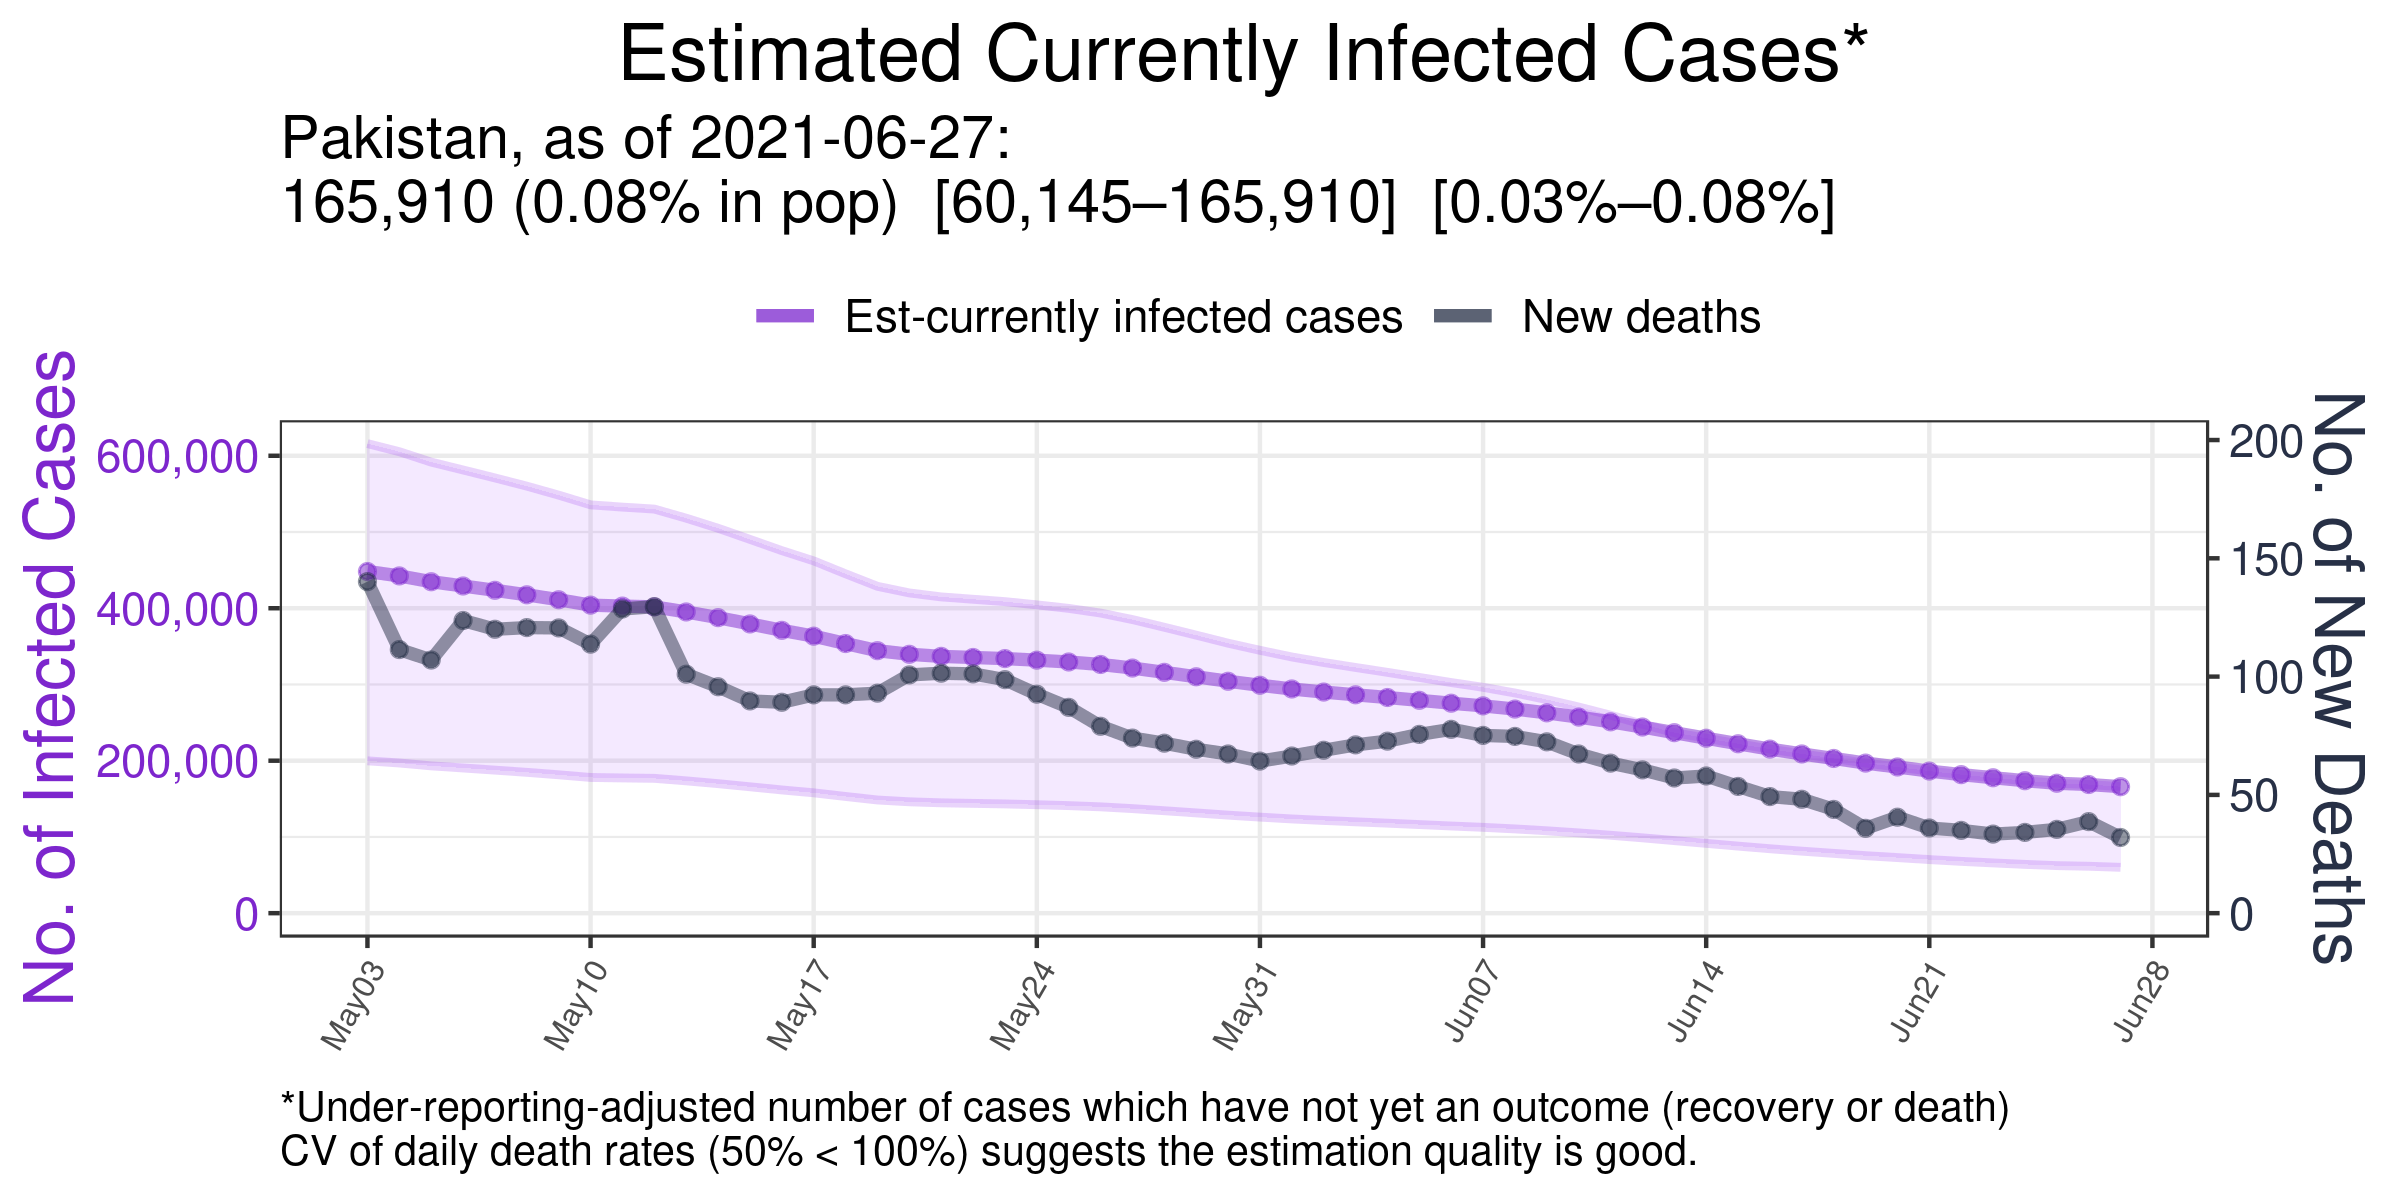 Estimated Currently Infected Cases*
Pakistan, as of 2021-06-27:
165,910 (0.08% in pop)  [60,145–165,910]  [0.03%–0.08%]
Est-currently infected cases
New deaths
No. of Infected Cases
600,000
400,000
200,000
0
200
150
100
50
0
No. of New Deaths
May03
May10
May17
May24
May31
Jun07
Jun14
Jun21
Jun28
*Under-reporting-adjusted number of cases which have not yet an outcome (recovery or death)
CV of daily death rates (50% < 100%) suggests the estimation quality is good.